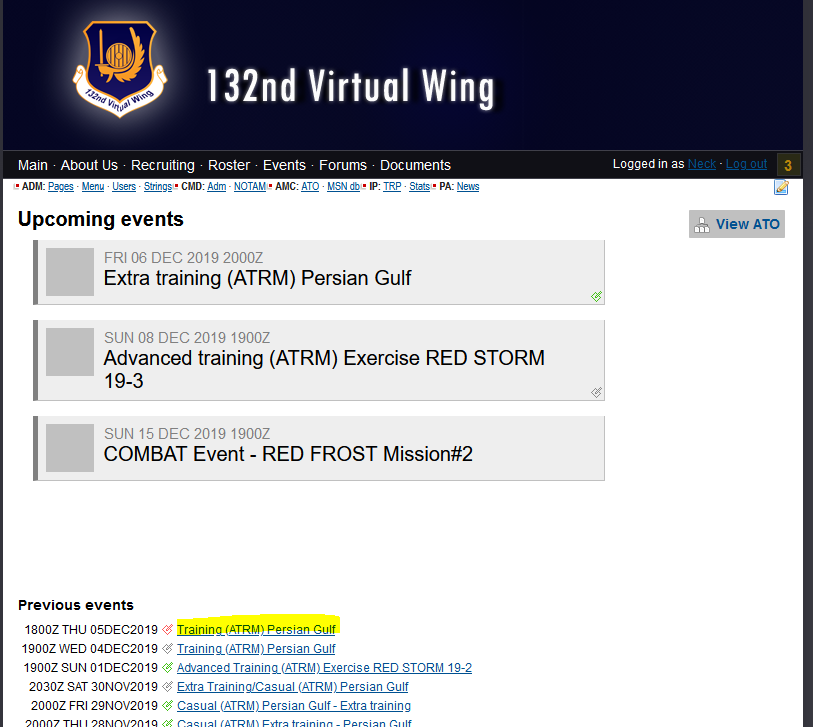 132nd Virtual Wing
132nd Virtual Wing
Main · About Us · Recruiting · Roster · Events · Forums · Documents
Logged in as Neck · Log out 3
ADM: Pages · Menu · Users · Strings CMD: Adm · NOTAM AMC: ATO · MSN db IP: TRP · Stats PA: News
Upcoming events
View ATO
FRI 06 DEC 2019 2000Z
Extra training (ATRM) Persian Gulf
SUN 08 DEC 2019 1900Z
Advanced training (ATRM) Exercise RED STORM
19-3
SUN 15 DEC 2019 1900Z
COMBAT Event - RED FROST Mission#2
Previous events
1800Z THU 05DEC2019 Training (ATRM) Persian Gulf
1900Z WED 04DEC2019 Training (ATRM) Persian Gulf
1900Z SUN 01DEC2019 Advanced Training (ATRM) Exercise RED STORM 19-2
2030Z SAT 30NOV2019 Extra Training/Casual (ATRM) Persian Gulf
2000Z FRI 29NOV2019 Casual (ATRM) Persian Gulf - Extra training
2000Z THU 28NOV2019 Casual (ATRM) Extra training - Persian Gulf